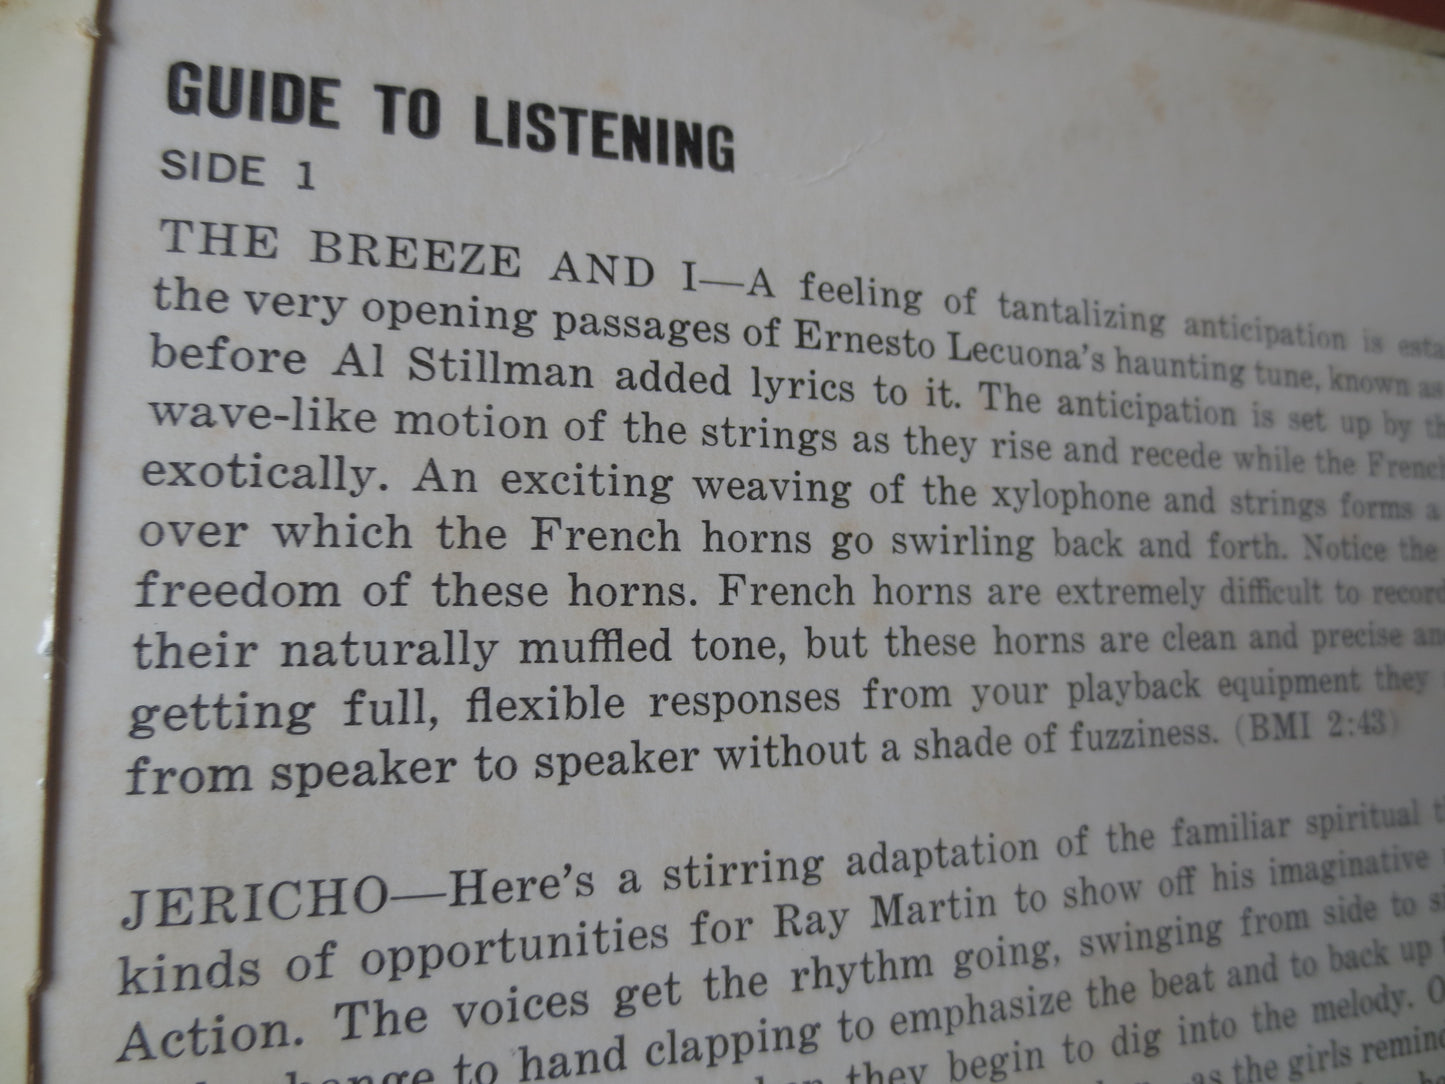 GUIDE TO LISTENING
SIDE 1
THE BREEZE AND I—A feeling of tantalizing anticipation is
the very opening passages of Ernesto Lecuona's haunting tune, known as
before Al Stillman added lyrics to it. The anticipation is set up by
wave-like motion of the strings as they rise and recede while the French
exotically. An exciting weaving of the xylophone and strings forms a
over which the French horns go swirling back and forth. Notice the
freedom of these horns. French horns are extremely difficult to record
their naturally muffled tone, but these horns are clean and precise
getting full, flexible responses from your playback equipment they
from speaker to speaker without a shade of fuzziness. (BMI 2:43)
JERICHO—Here's a stirring adaptation of the familiar spiritual
kinds of opportunities for Ray Martin to show off his imaginative
Action. The voices get the rhythm going, swinging from side to
to hand clapping to emphasize the beat and to back up
they begin to dig into the melody.
as the girls